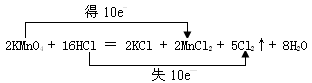 得 10e⁻
2KMnO₄ + 16HCl = 2KCl + 2MnCl₂ + 5Cl₂↑ + 8H₂O
失 10e⁻